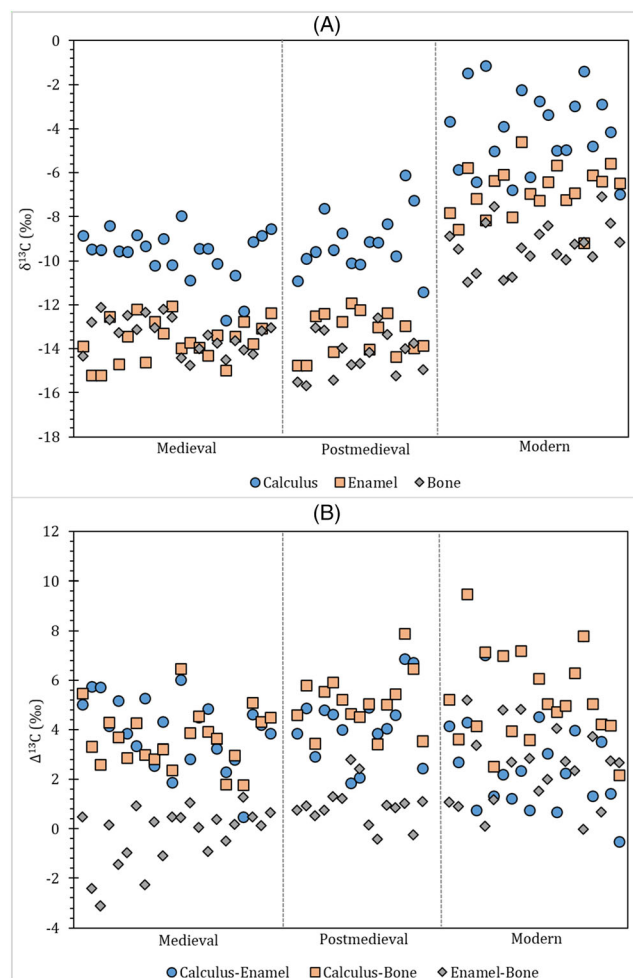 (A)
0
-2
-4
-6
-8
-10
-12
-14
-16
-18
δ¹³C (‰)
Medieval Postmedieval Modern
Calculus Enamel Bone
(B)
12
10
8
6
4
2
0
-2
-4
Δ¹³C (‰)
Medieval Postmedieval Modern
Calculus-Enamel Calculus-Bone Enamel-Bone